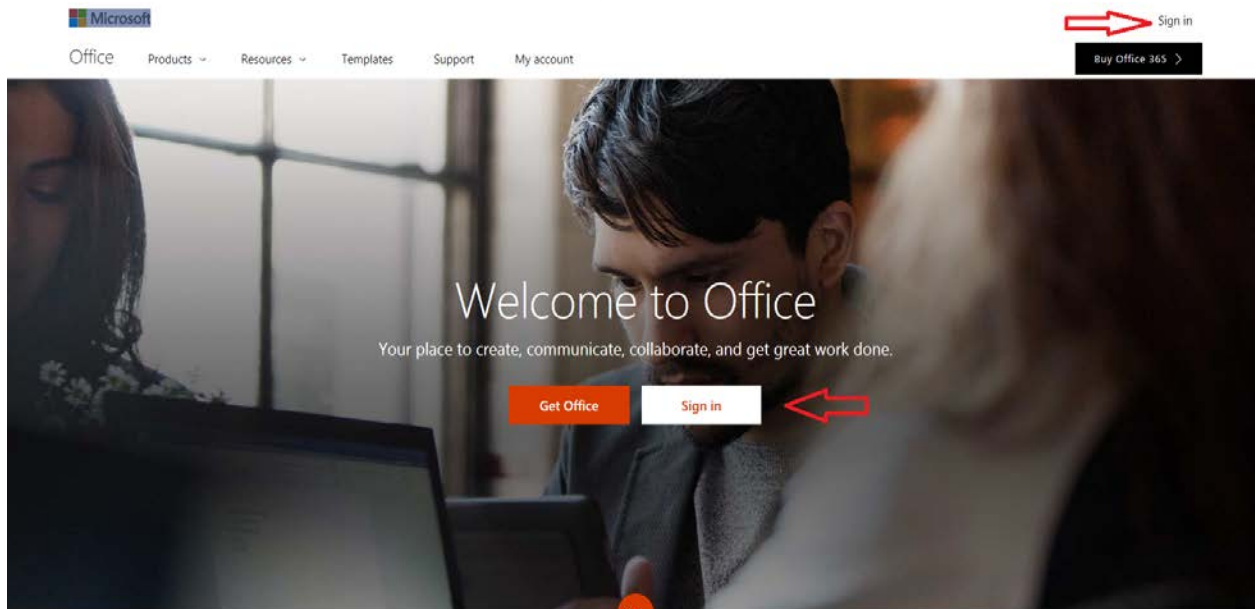 Microsoft
Sign in
Office Products Resources Templates Support My account
Buy Office 365
Welcome to Office
Your place to create, communicate, collaborate, and get great work done.
Get Office Sign in